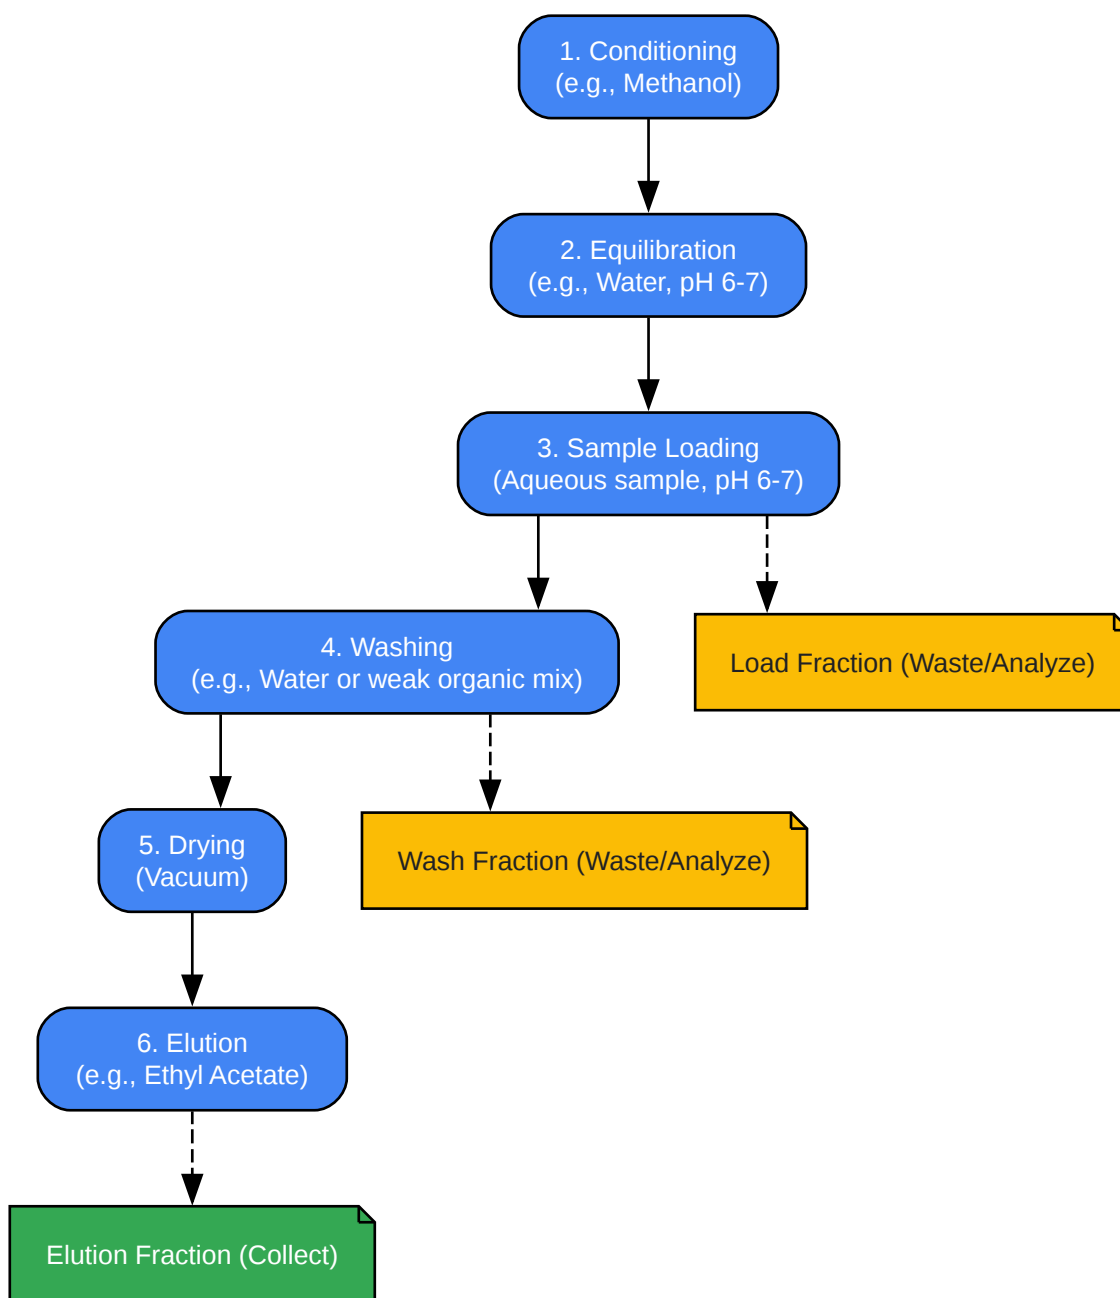 1. Conditioning
(e.g., Methanol)
2. Equilibration
(e.g., Water, pH 6-7)
3. Sample Loading
(Aqueous sample, pH 6-7)
4. Washing
(e.g., Water or weak organic mix)
Load Fraction (Waste/Analyze)
5. Drying
(Vacuum)
Wash Fraction (Waste/Analyze)
6. Elution
(e.g., Ethyl Acetate)
Elution Fraction (Collect)